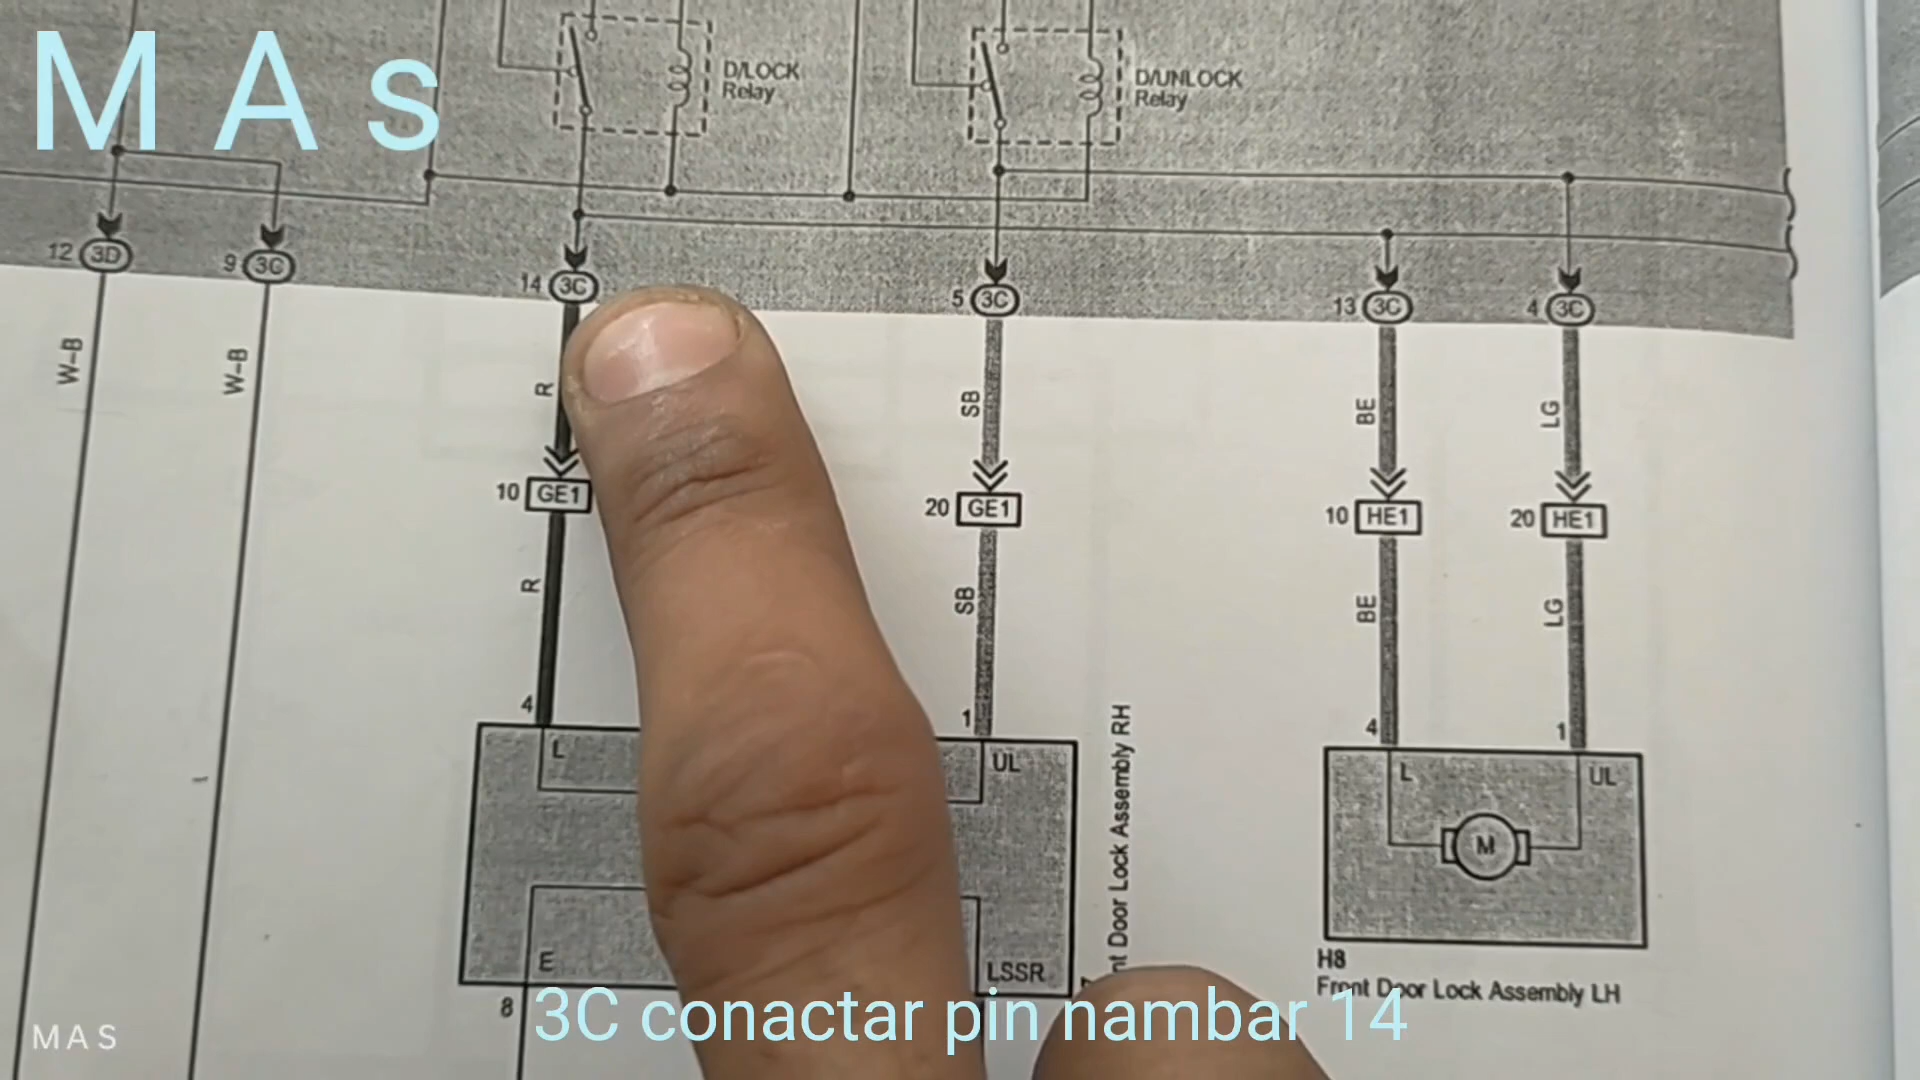 M A s
D/LOCK
Relay
D/UNLOCK
Relay
12 3D
9 3C
14 3C
5 3C
13 3C
4 3C
W-B
W-B
R
SB
BE
LG
10 GE1
20 GE1
10 HE1
20 HE1
R
SB
BE
LG
4
1
4
1
L
UL
L
UL
M
E
LSSR
8
nt Door Lock Assembly RH
H8
Front Door Lock Assembly LH
3C conactar pin nambar 14
M A S